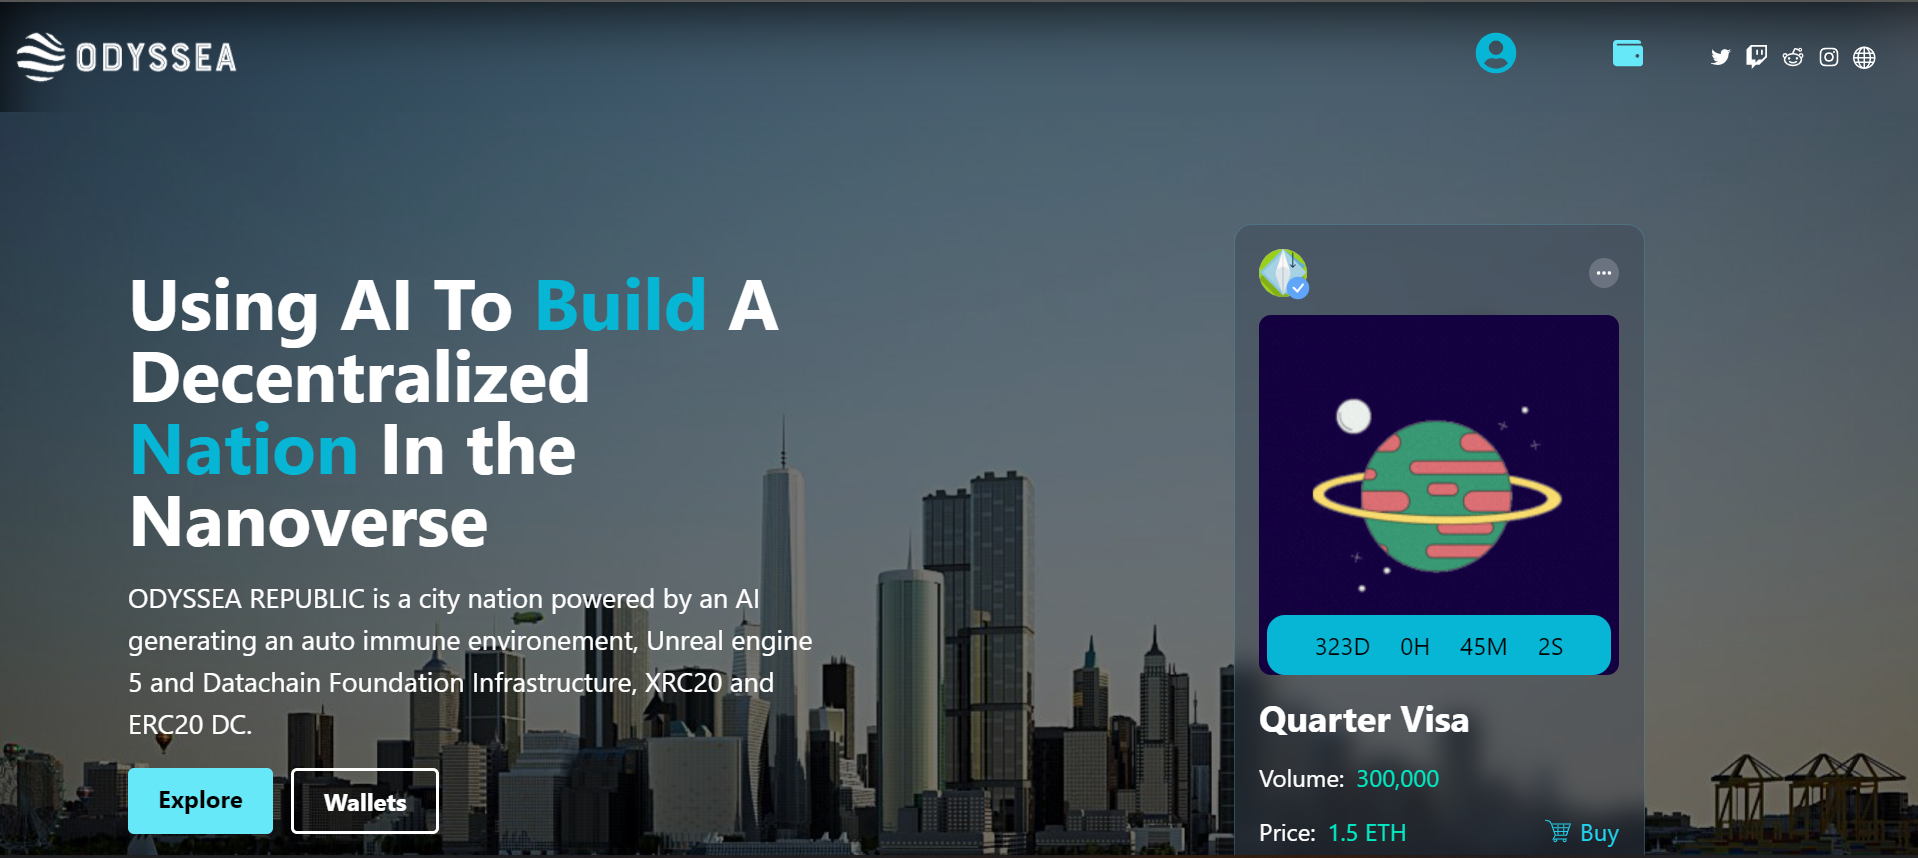 ODYSSEA
Using AI To Build A
Decentralized
Nation In the
Nanoverse
ODYSSEA REPUBLIC is a city nation powered by an AI
generating an auto immune environement, Unreal engine
5 and Datachain Foundation Infrastructure, XRC20 and
ERC20 DC.
Explore
Wallets
323D 0H 45M 2S
Quarter Visa
Volume: 300,000
Price: 1.5 ETH
Buy